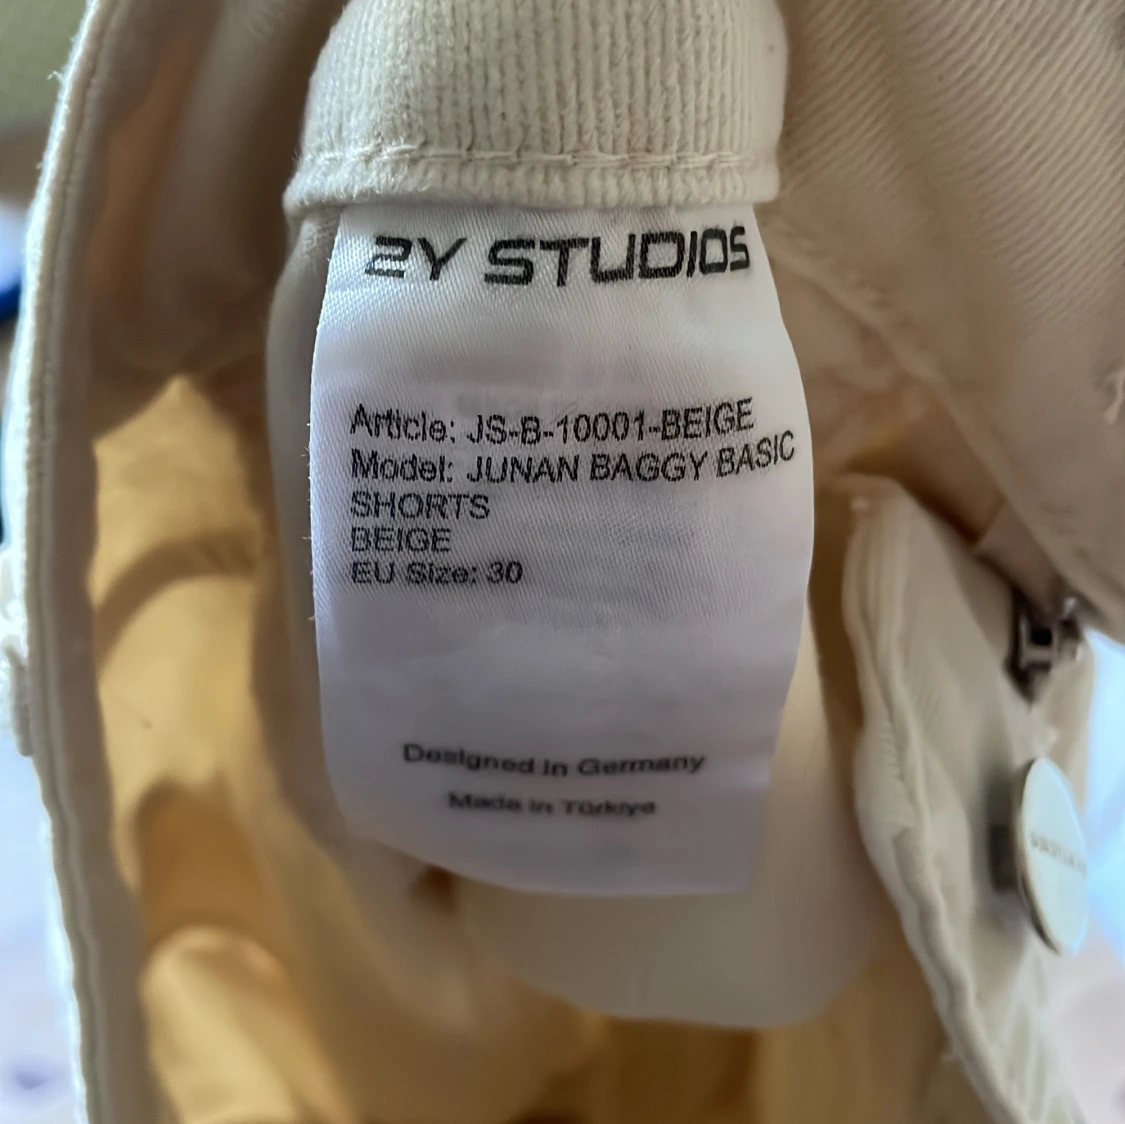 2Y STUDIOS
Article: JS-B-10001-BEIGE
Model: JUNAN BAGGY BASIC
SHORTS
BEIGE
EU Size: 30
Designed in Germany
Made in Türkiye